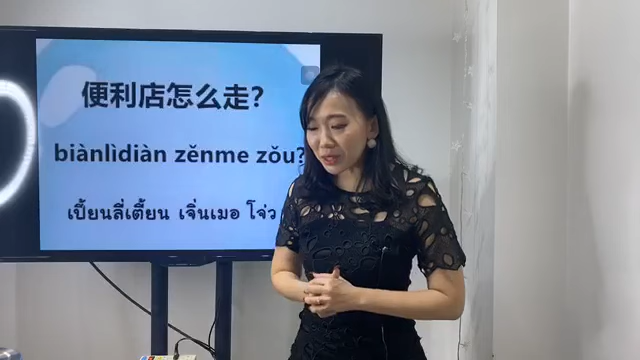 便利店怎么走?
biànlìdiàn zěnme zǒu?
เปี้ยนลี่เตี้ยน เจิ่นเมอ โจ่ว